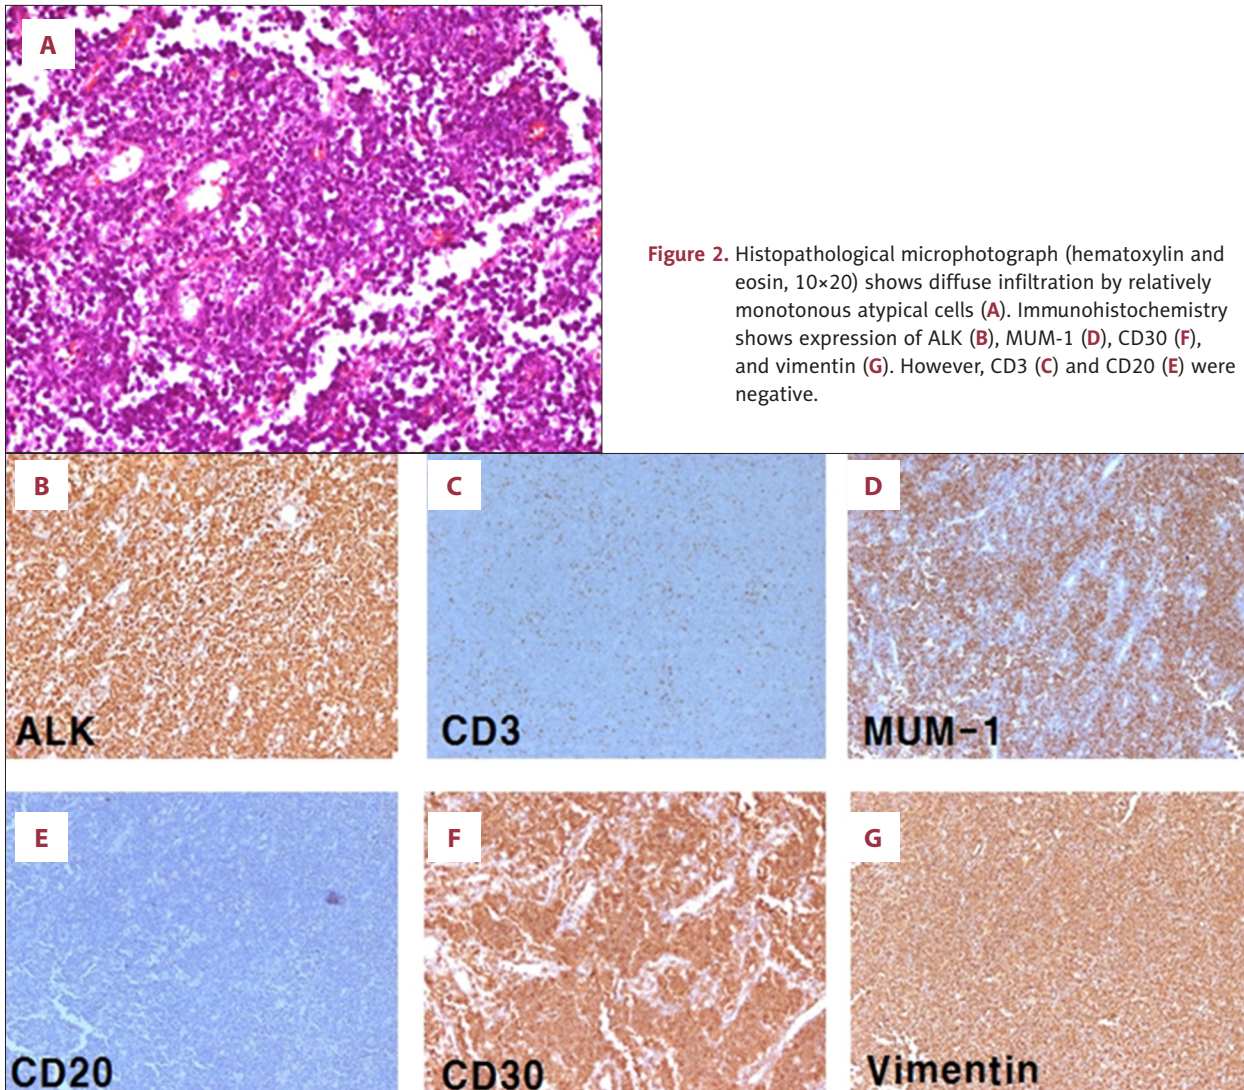 A
Figure 2. Histopathological microphotograph (hematoxylin and
eosin, 10×20) shows diffuse infiltration by relatively
monotonous atypical cells (A). Immunohistochemistry
shows expression of ALK (B), MUM-1 (D), CD30 (F),
and vimentin (G). However, CD3 (C) and CD20 (E) were
negative.
B
C
D
ALK
CD3
MUM-1
E
F
G
CD20
CD30
Vimentin